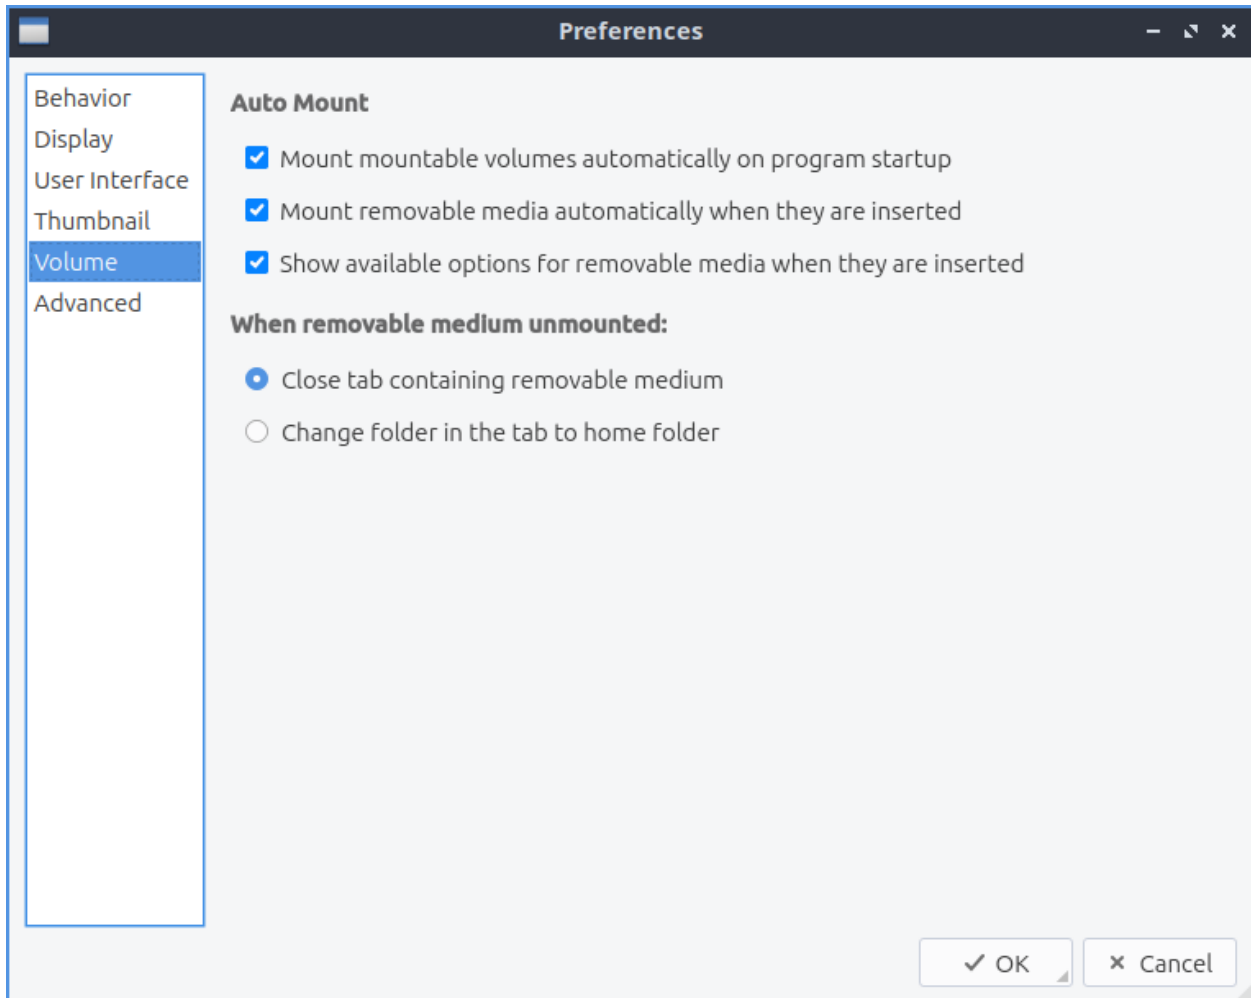 Preferences
Behavior
Display
User Interface
Thumbnail
Volume
Advanced
Auto Mount
Mount mountable volumes automatically on program startup
Mount removable media automatically when they are inserted
Show available options for removable media when they are inserted
When removable medium unmounted:
Close tab containing removable medium
Change folder in the tab to home folder
OK
Cancel